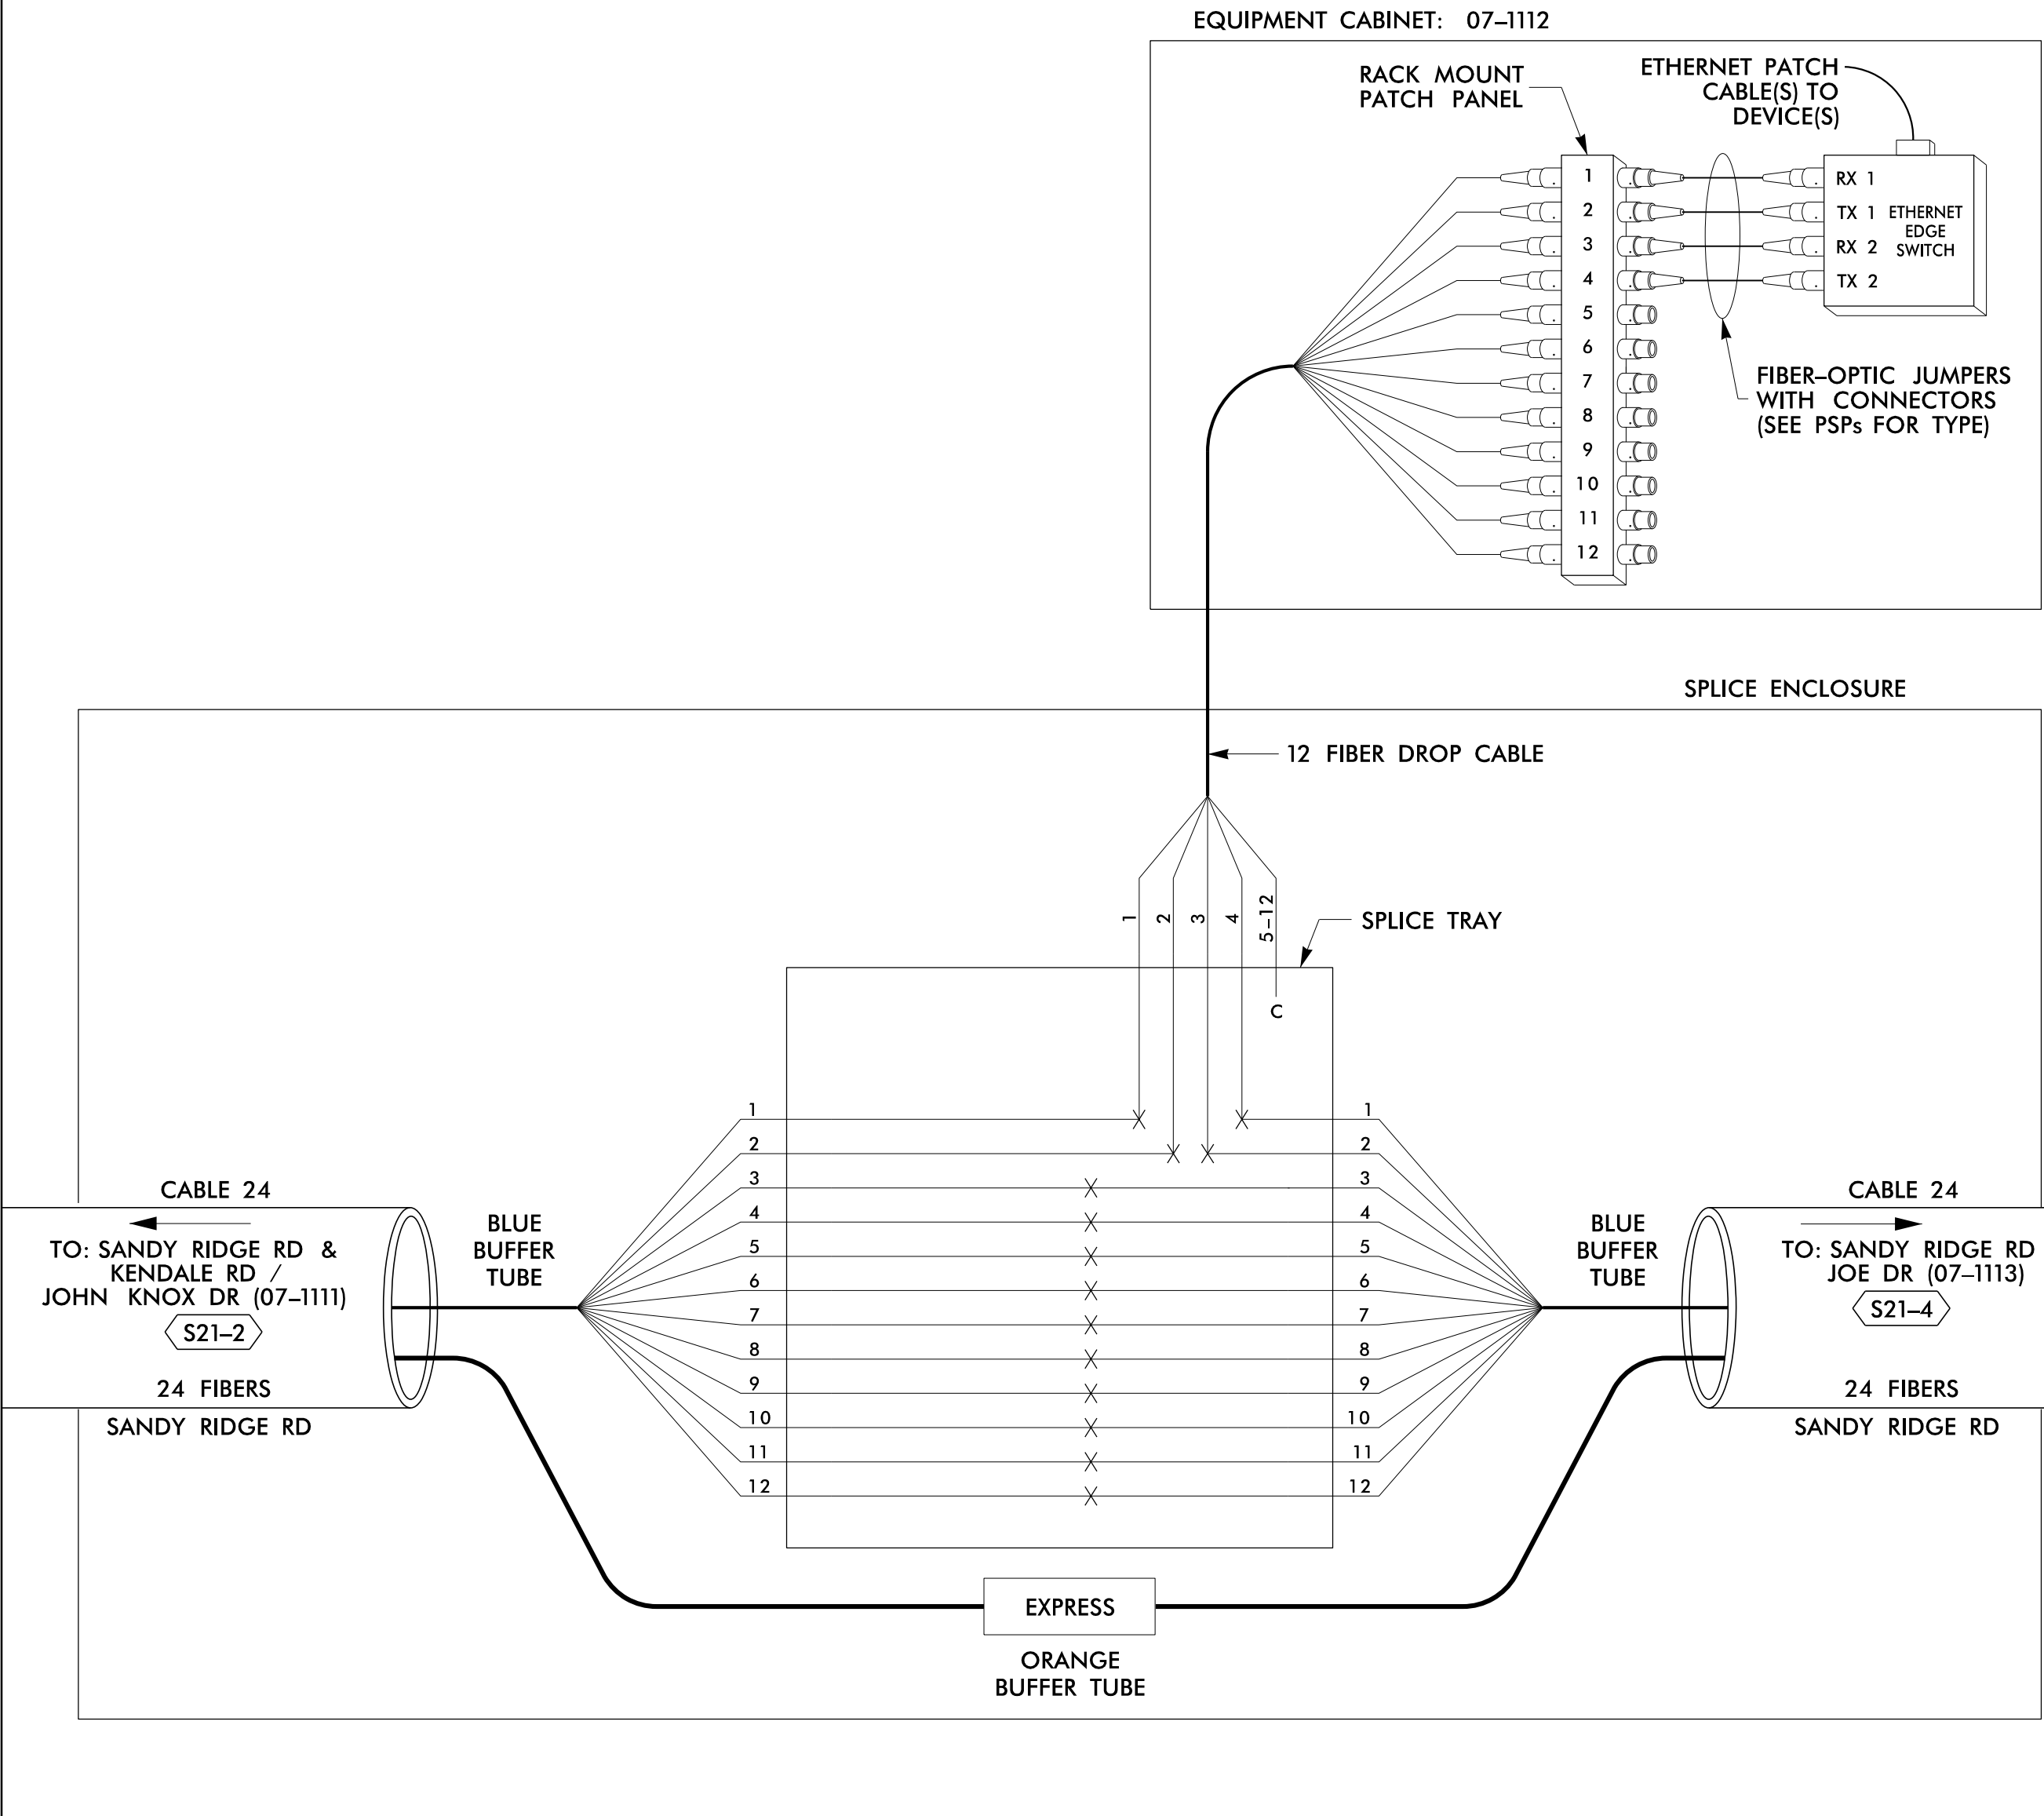 EQUIPMENT CABINET: 07–1112
RACK MOUNT
PATCH PANEL
ETHERNET PATCH
CABLE(S) TO
DEVICE(S)
1
2
3
4
5
6
7
8
9
10
11
12
RX 1
TX 1
RX 2
TX 2
ETHERNET
EDGE
SWITCH
FIBER–OPTIC JUMPERS
WITH CONNECTORS
(SEE PSPs FOR TYPE)
SPLICE ENCLOSURE
12 FIBER DROP CABLE
1
2
3
4
5–12
SPLICE TRAY
C
CABLE 24
TO: SANDY RIDGE RD &
KENDALE RD /
JOHN KNOX DR (07–1111)
S21–2
24 FIBERS
SANDY RIDGE RD
BLUE
BUFFER
TUBE
1
2
3
4
5
6
7
8
9
10
11
12
1
2
3
4
5
6
7
8
9
10
11
12
BLUE
BUFFER
TUBE
CABLE 24
TO: SANDY RIDGE RD
JOE DR (07–1113)
S21–4
24 FIBERS
SANDY RIDGE RD
EXPRESS
ORANGE
BUFFER TUBE